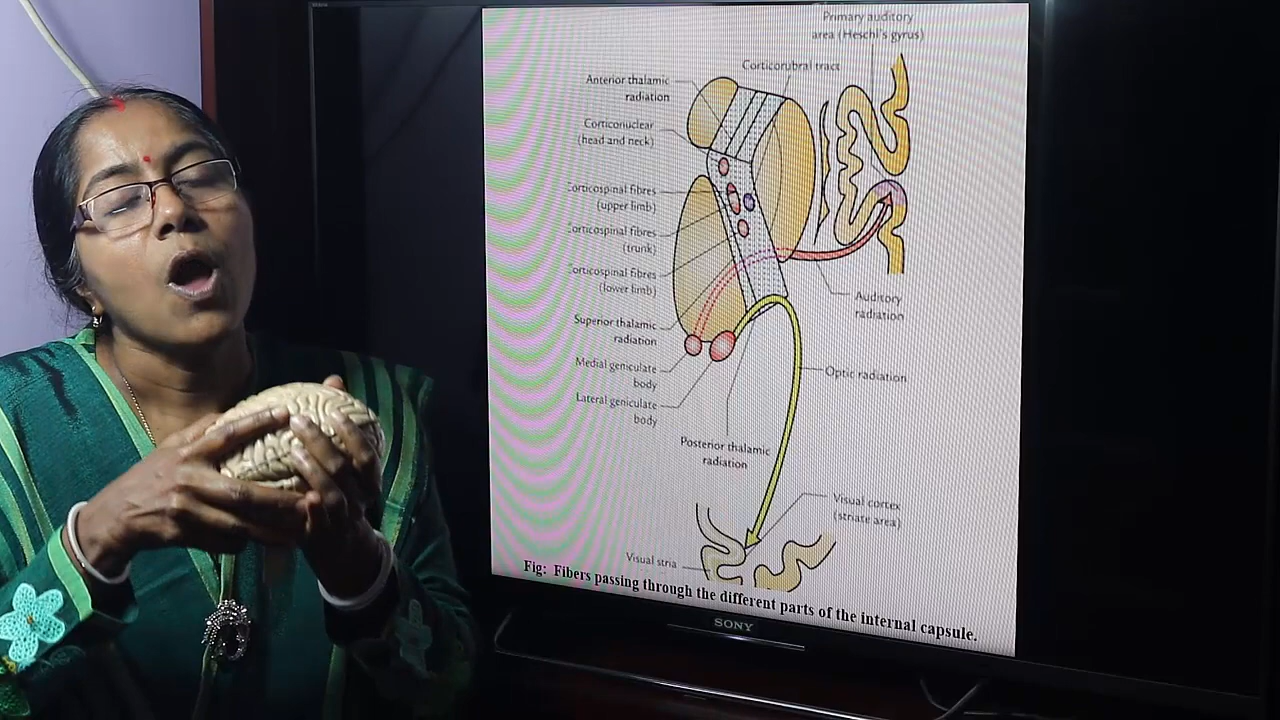 Primary auditory
area (Heschl's gyrus)
Corticorubral tract
Anterior thalamic
radiation
Corticonuclear
(head and neck)
Corticospinal fibres
(upper limb)
Corticospinal fibres
(trunk)
Corticospinal fibres
(lower limb)
Auditory
radiation
Superior thalamic
radiation
Medial geniculate
body
Optic radiation
Lateral geniculate
body
Posterior thalamic
radiation
Visual cortex
(striate area)
Visual stria
Fig: Fibers passing through the different parts of the internal capsule.
SONY